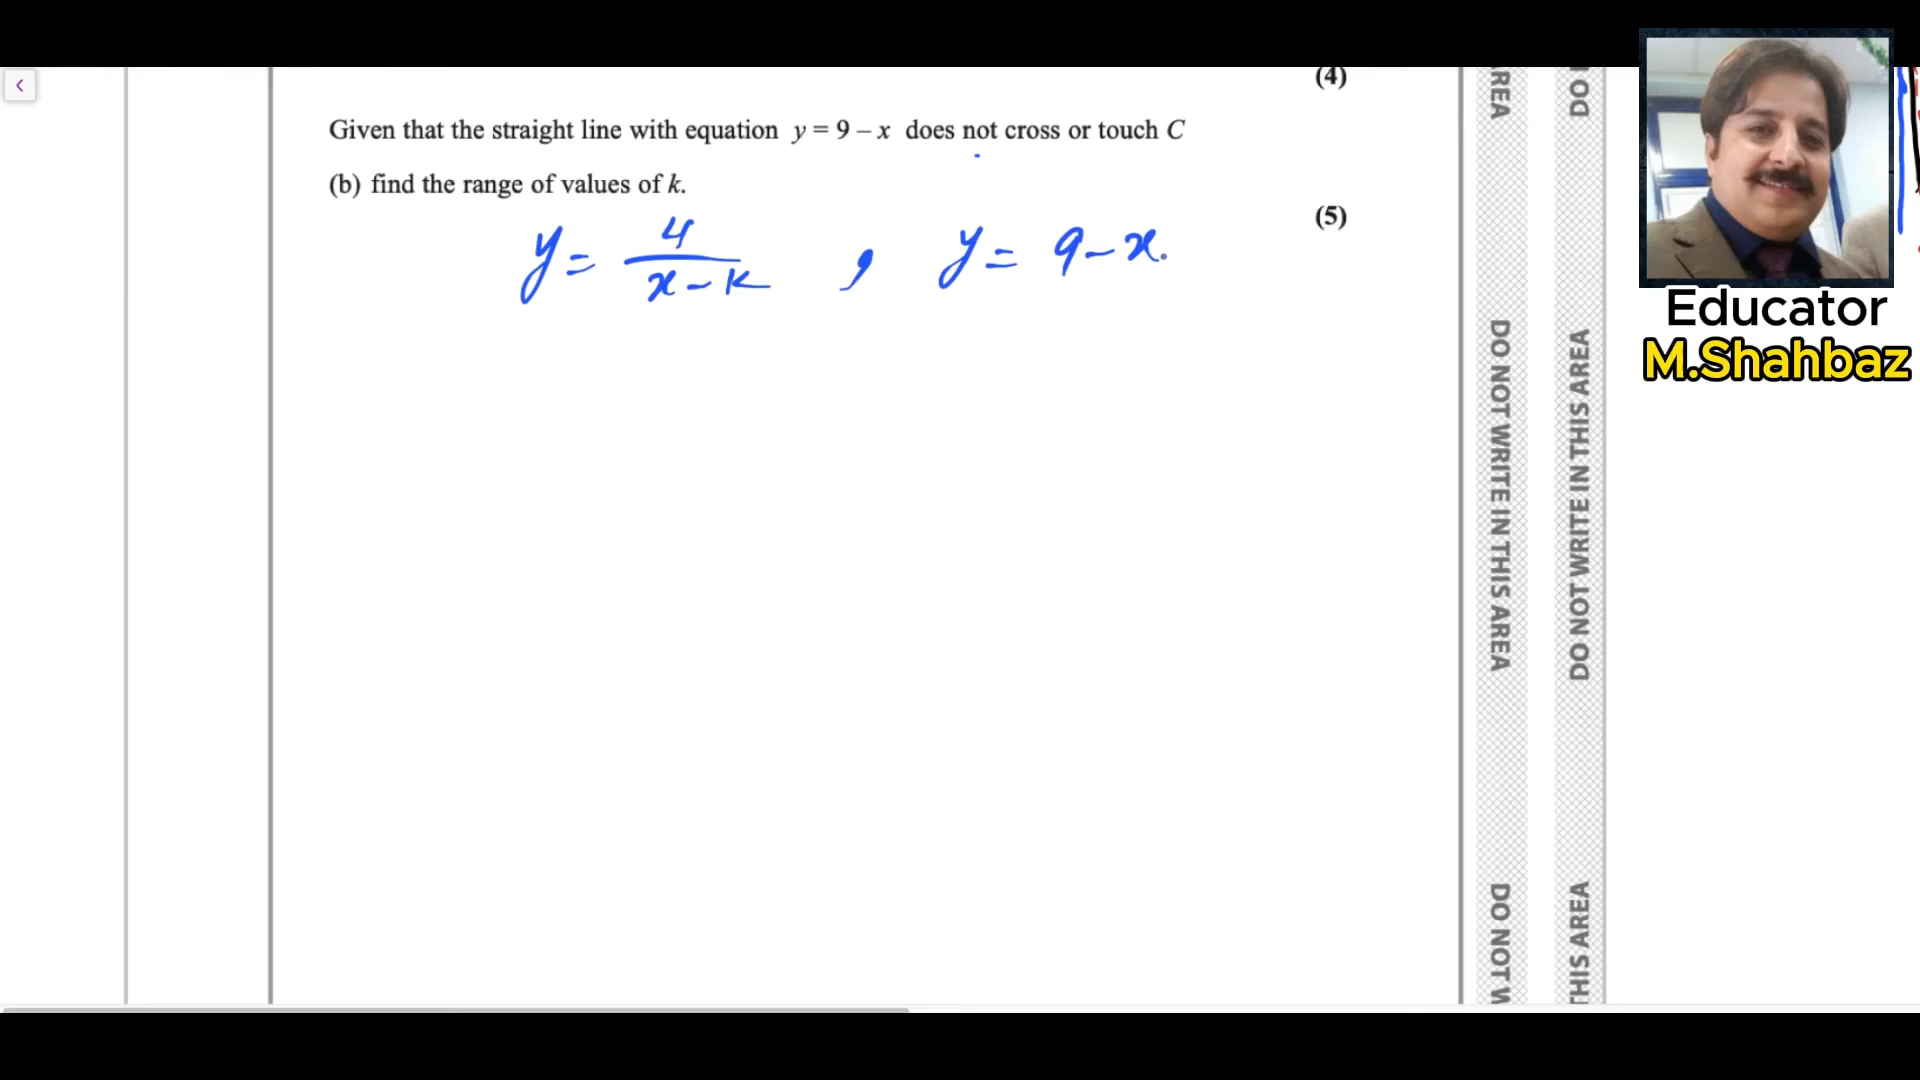 (4)
Given that the straight line with equation y = 9 – x does not cross or touch C
(b) find the range of values of k.
(5)
y = 4/(x – k) , y = 9 – x.
Educator
M.Shahbaz
REA
DO NOT WRITE IN THIS AREA
DO NOT W
DO
DO NOT WRITE IN THIS AREA
THIS AREA